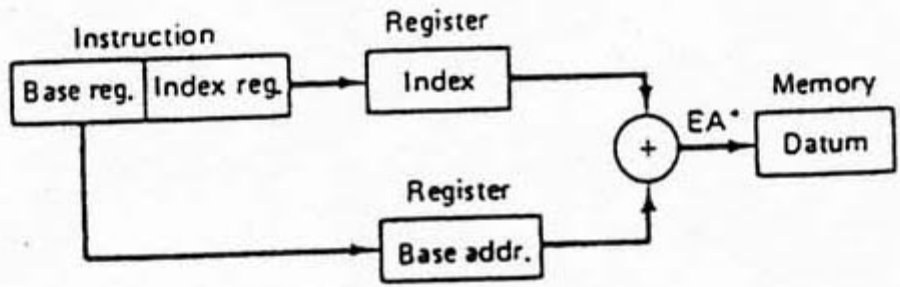 Instruction
Base reg.
Index reg.
Register
Index
Register
Base addr.
+
EA*
Memory
Datum